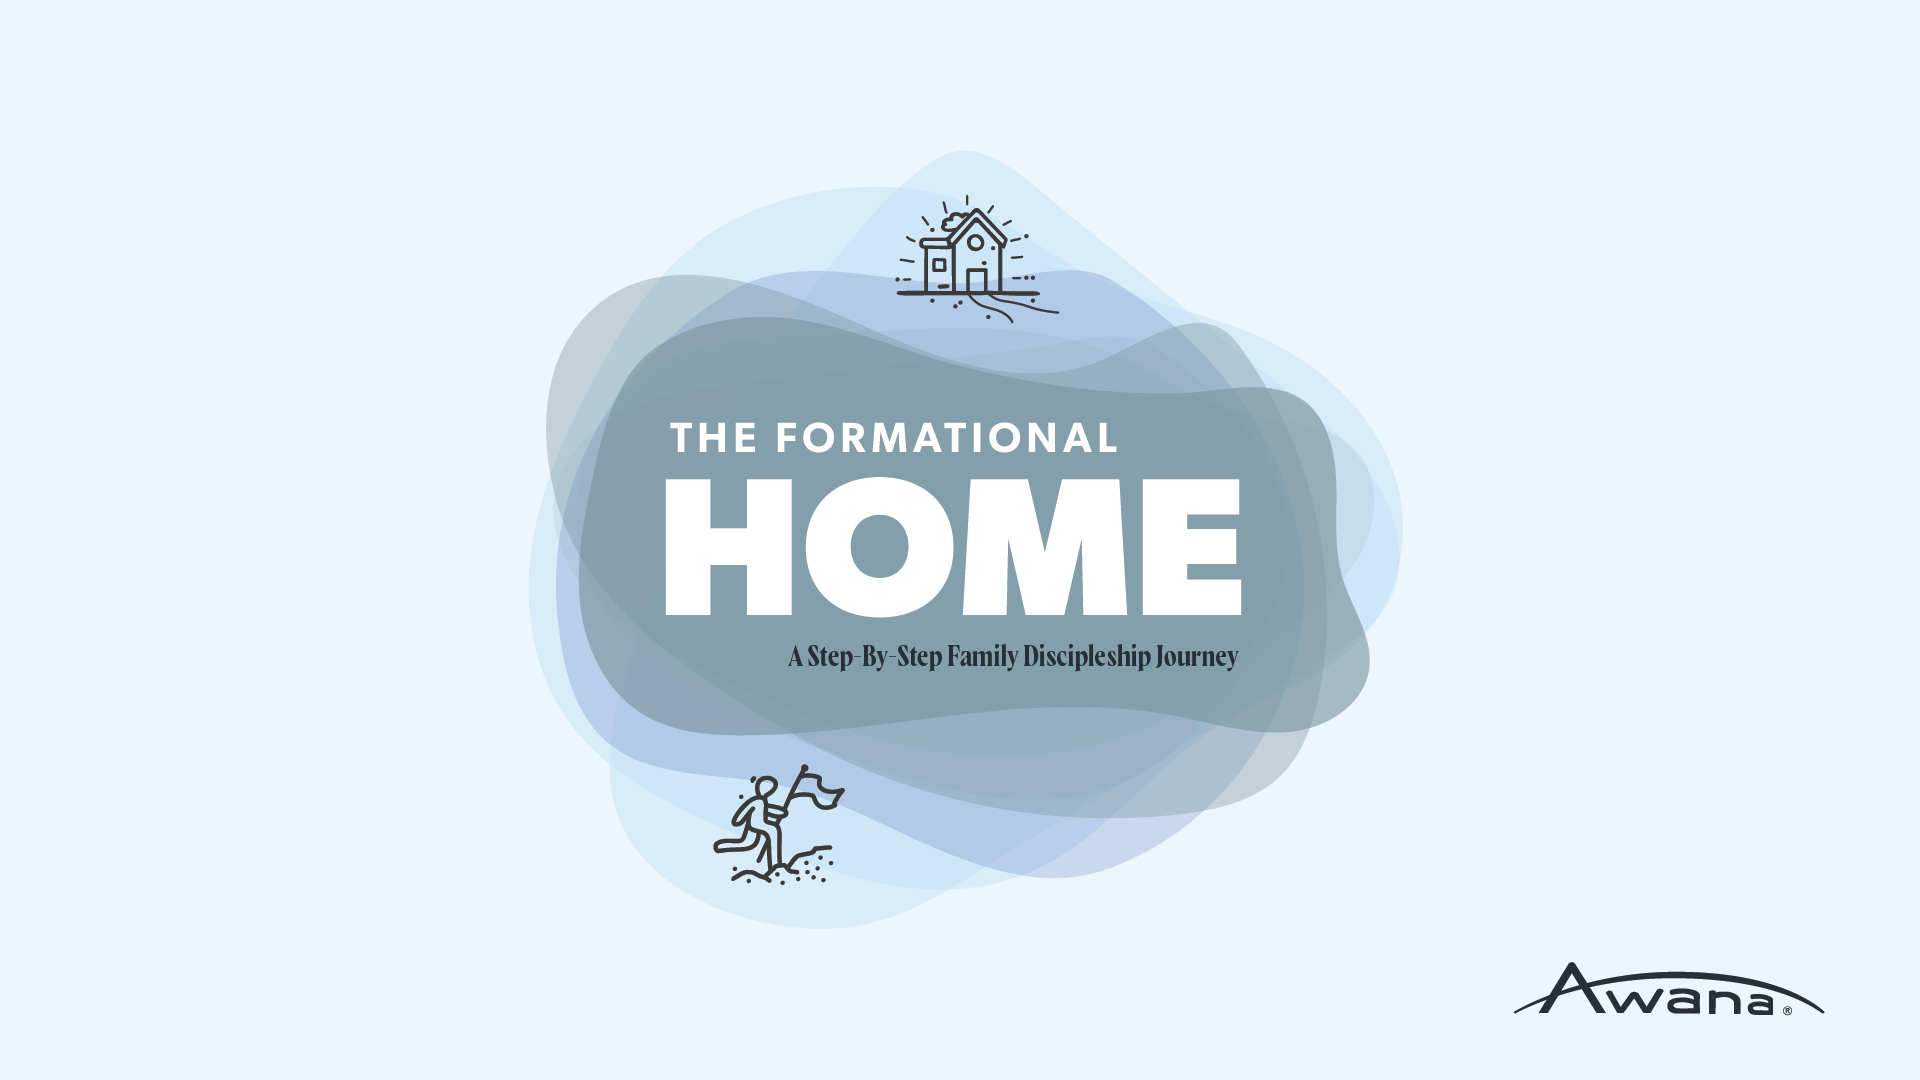 THE FORMATIONAL
HOME
A Step-By-Step Family Discipleship Journey
Awana®